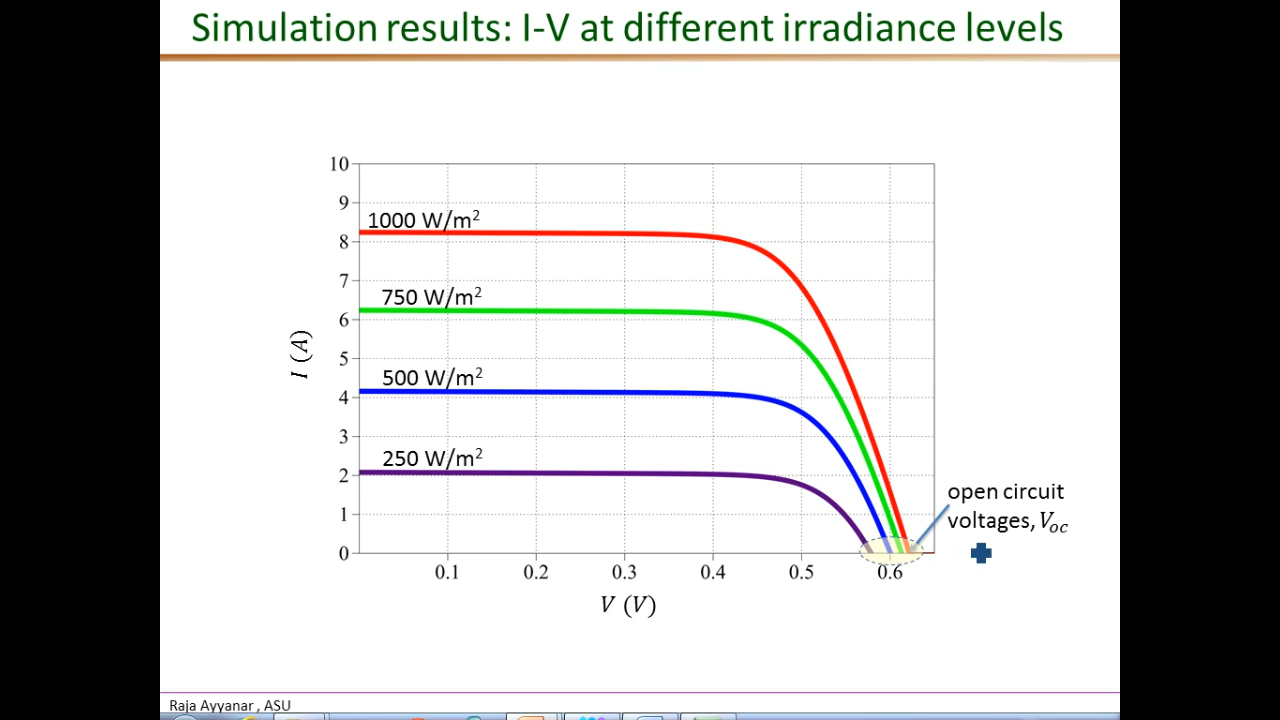 Simulation results: I-V at different irradiance levels
10
9
1000 W/m²
8
7
750 W/m²
6
5
I (A)
500 W/m²
4
3
250 W/m²
2
1
0
open circuit
voltages, V_OC
0.1 0.2 0.3 0.4 0.5 0.6
V (V)
Raja Ayyanar , ASU